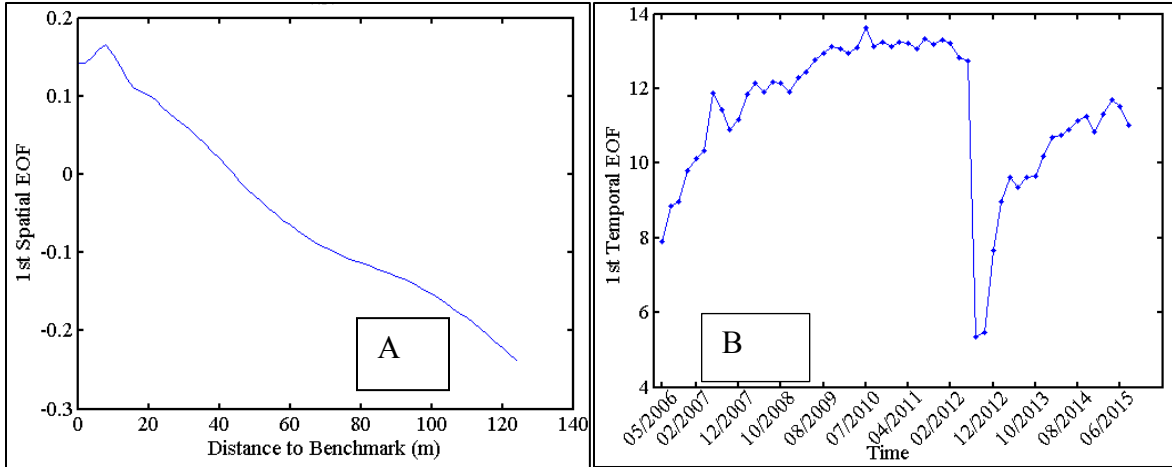 0.2
0.1
0
-0.1
-0.2
-0.3
1st Spatial EOF
0 20 40 60 80 100 120 140
Distance to Benchmark (m)
A
14
12
10
8
6
4
1st Temporal EOF
05/2006 02/2007 12/2007 10/2008 08/2009 07/2010 04/2011 02/2012 12/2012 10/2013 08/2014 06/2015
Time
B